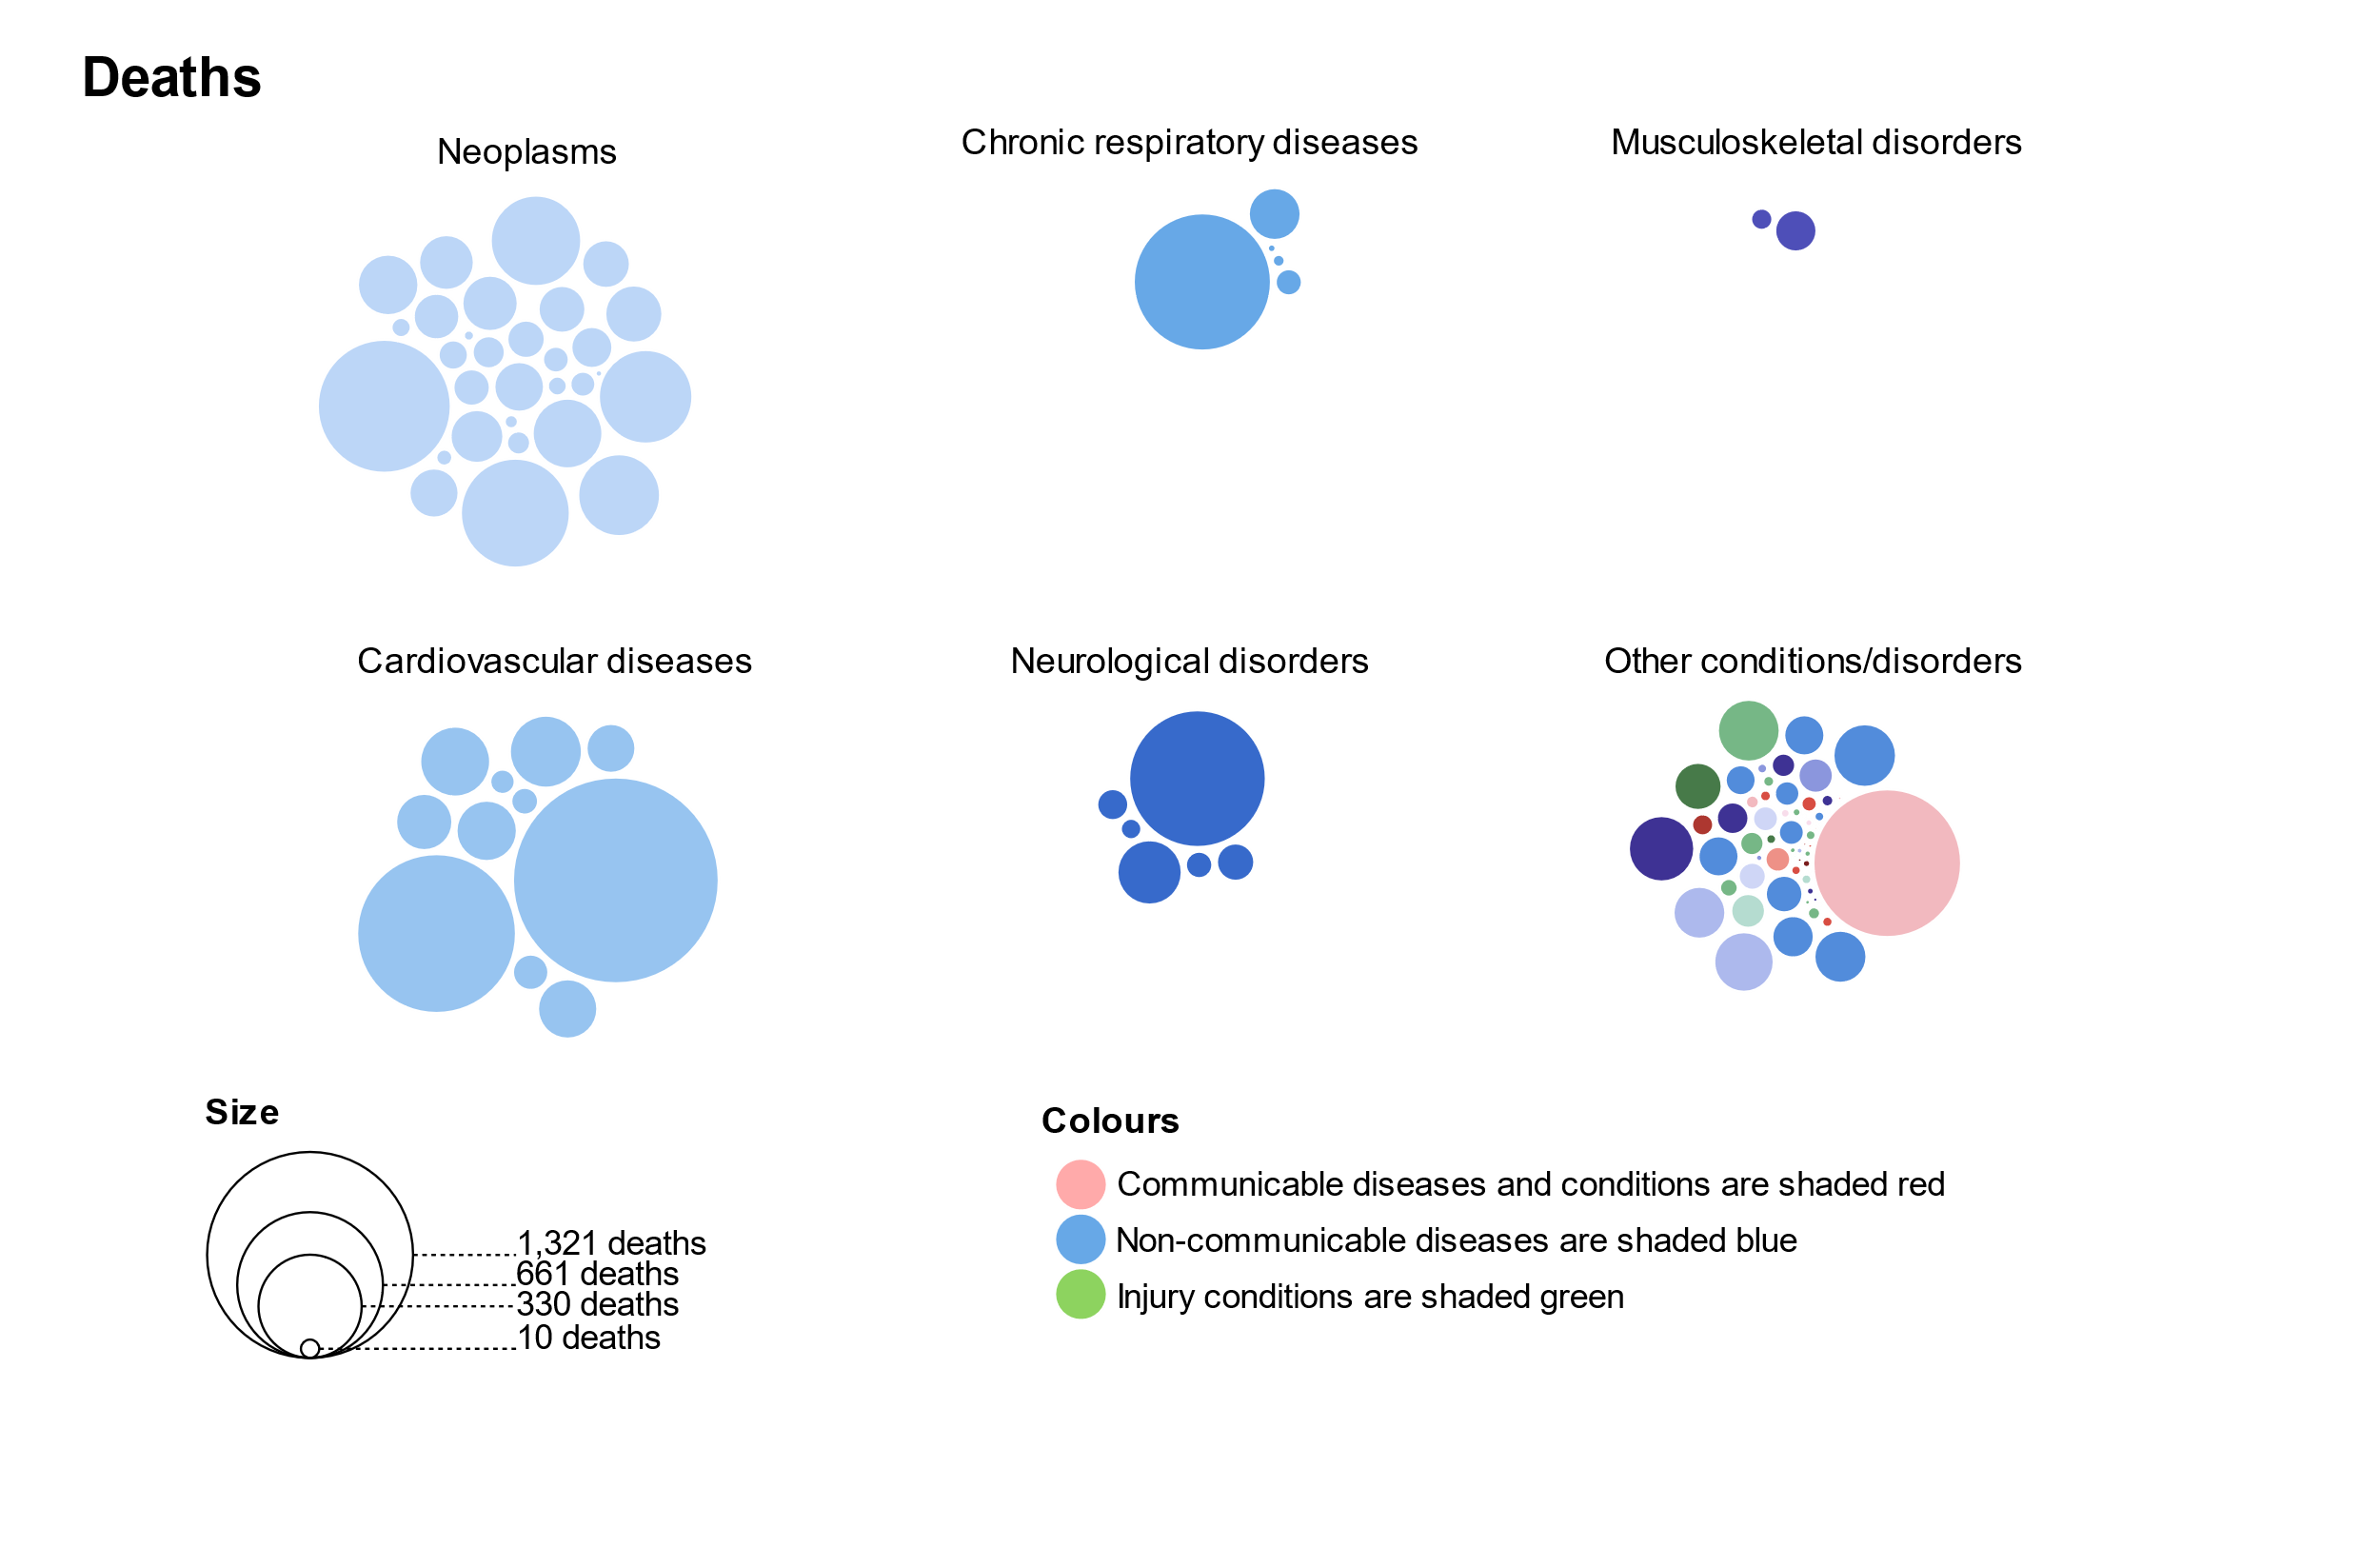 Deaths
Neoplasms
Chronic respiratory diseases
Musculoskeletal disorders
Cardiovascular diseases
Neurological disorders
Other conditions/disorders
Size
1,321 deaths
661 deaths
330 deaths
10 deaths
Colours
Communicable diseases and conditions are shaded red
Non-communicable diseases are shaded blue
Injury conditions are shaded green